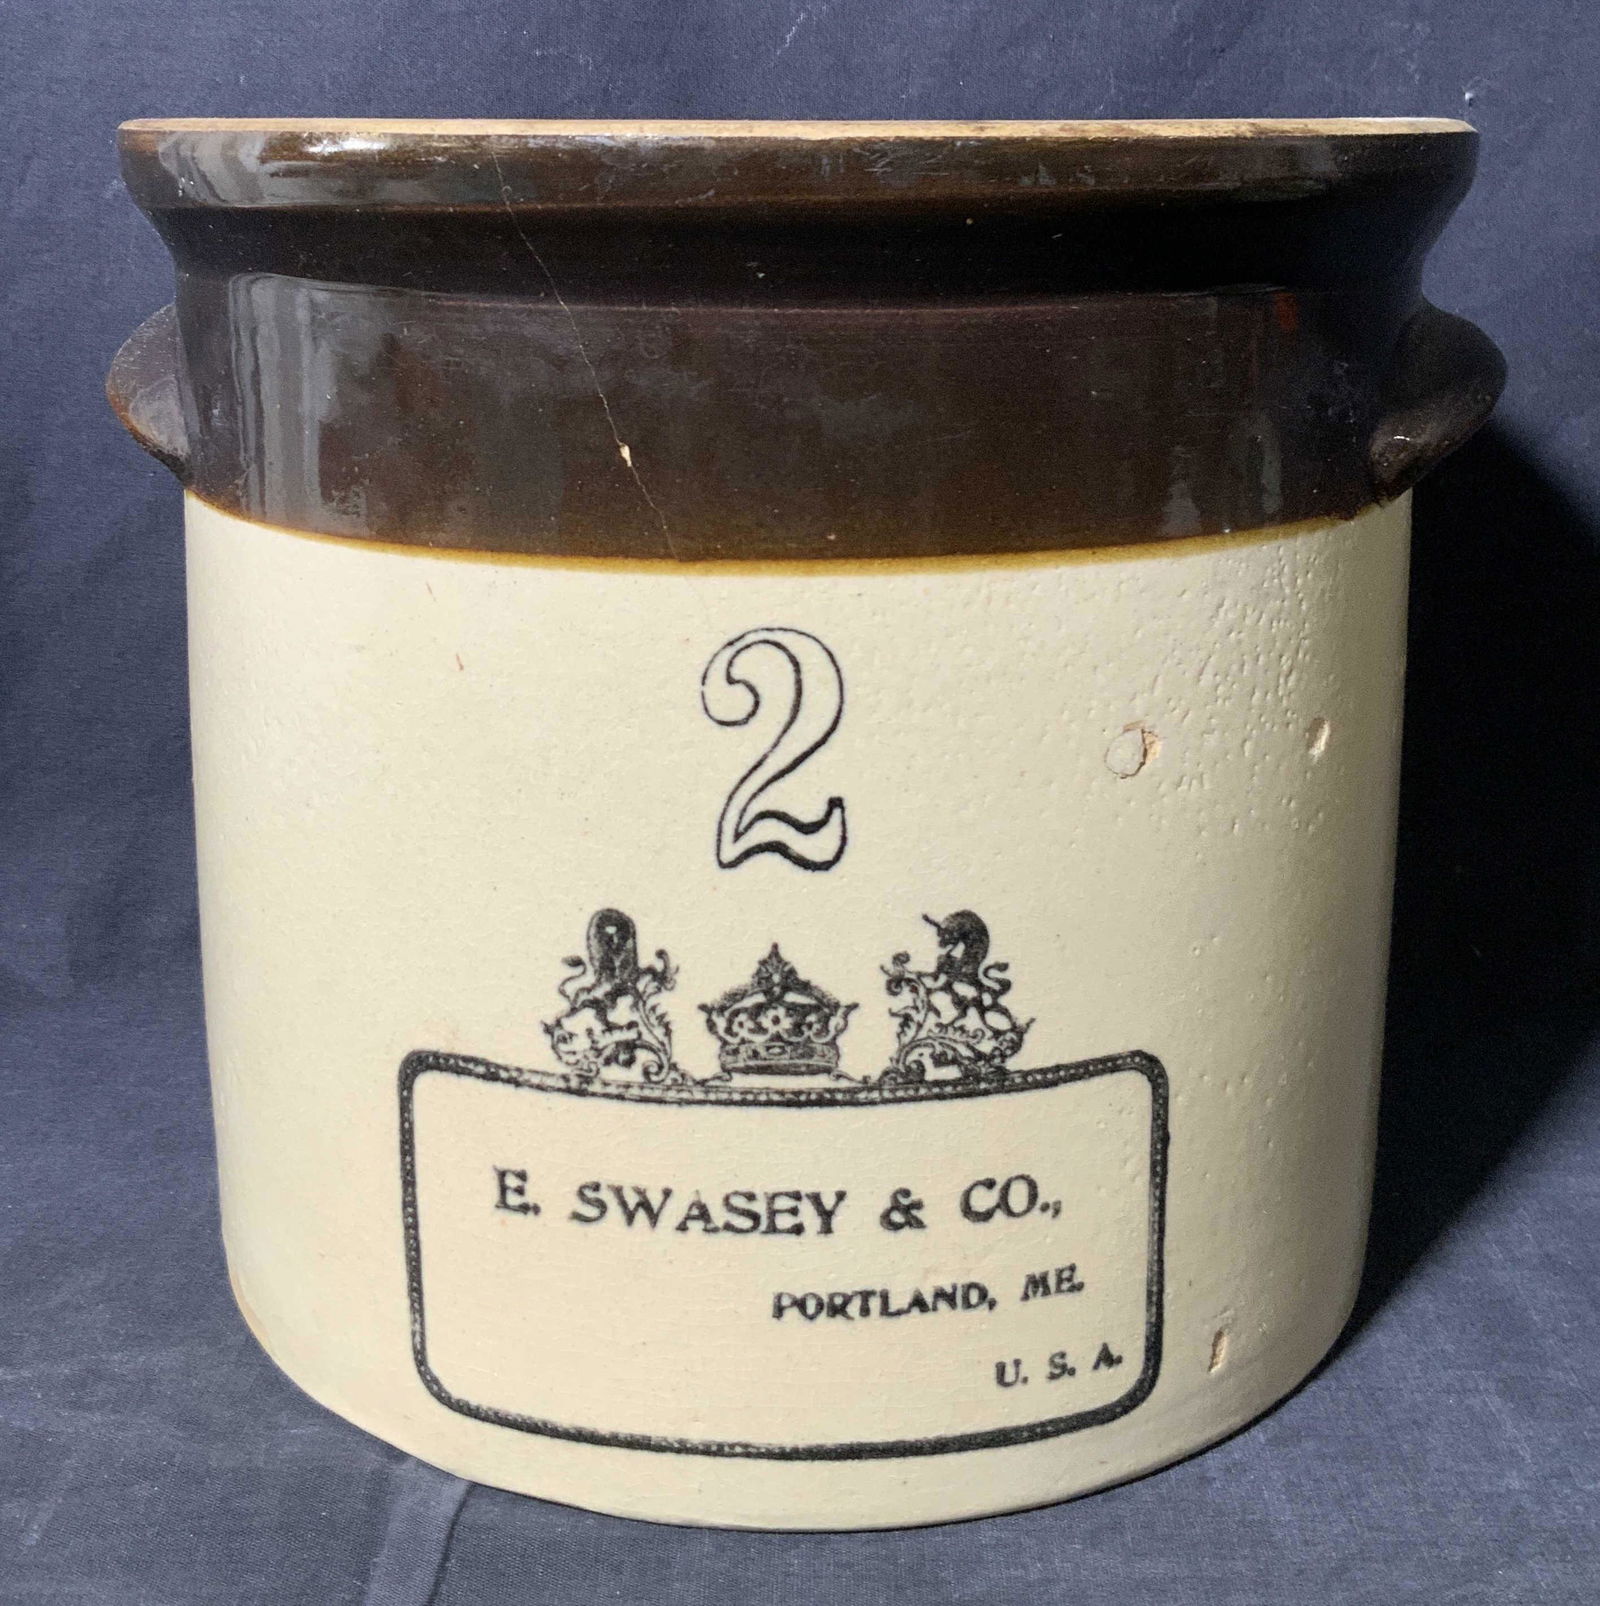 2
E. SWASEY & CO.,
PORTLAND, ME.
U. S. A.